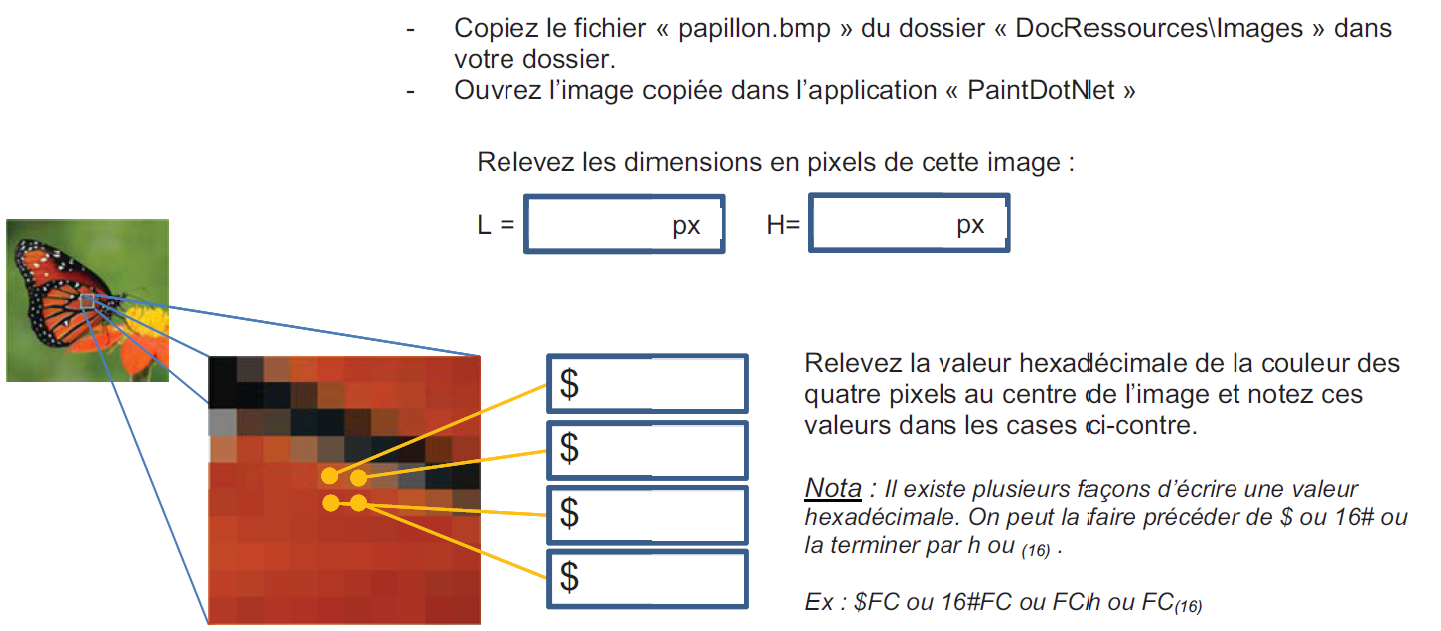 - Copiez le fichier « papillon.bmp » du dossier « DocRessources\Images » dans
votre dossier.
- Ouvrez l’image copiée dans l’application « PaintDotNet »
Relevez les dimensions en pixels de cette image :
L = px H= px
$
$
$
$
Relevez la valeur hexadécimale de la couleur des
quatre pixels au centre de l’image et notez ces
valeurs dans les cases ci-contre.
Nota : Il existe plusieurs façons d’écrire une valeur
hexadécimale. On peut la faire précéder de $ ou 16# ou
la terminer par h ou (16) .
Ex : $FC ou 16#FC ou FCh ou FC(16)